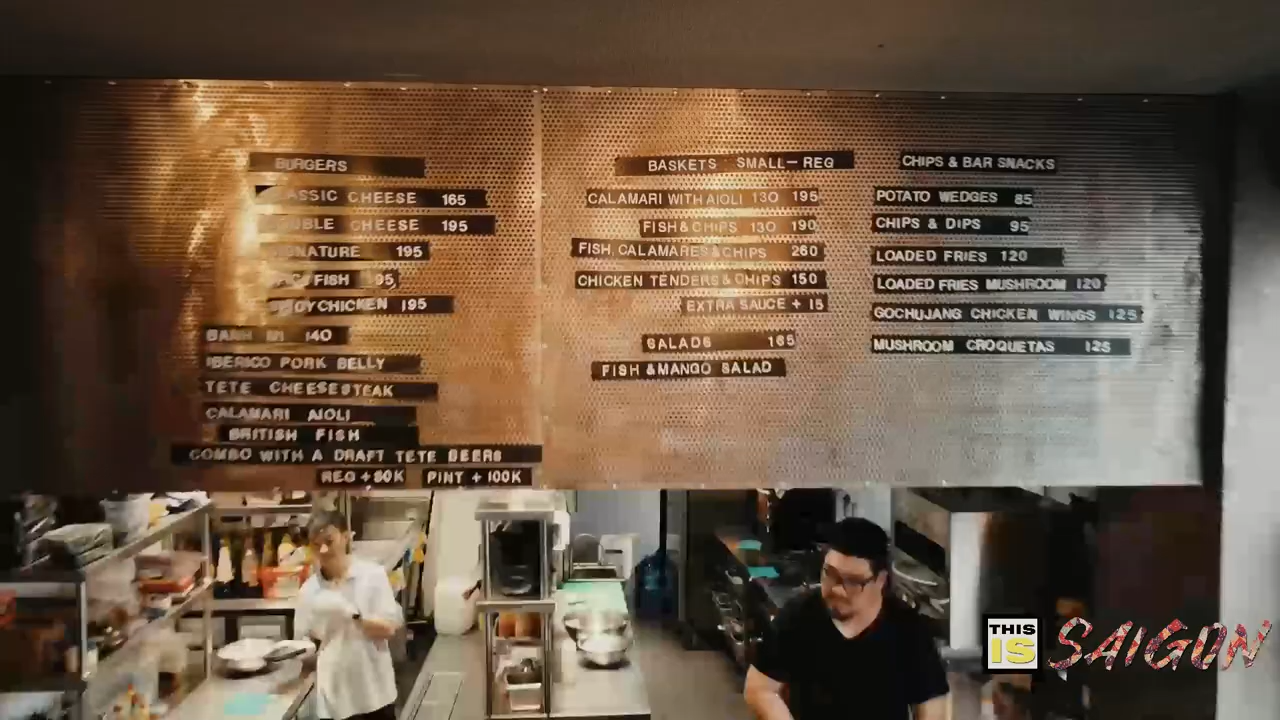 BURGERS
CLASSIC CHEESE 165
DOUBLE CHEESE 195
SIGNATURE 195
FISH 195
CHICKEN 195
BANH MI 140
IBERICO PORK BELLY
TETE CHEESESTEAK
CALAMARI AIOLI
BRITISH FISH
COMBO WITH A DRAFT TETE BEERS
REG + 80K PINT + 100K
BASKETS SMALL-REG
CALAMARI WITH AIOLI 130 195
FISH & CHIPS 130 190
FISH, CALAMARES & CHIPS 260
CHICKEN TENDERS & CHIPS 150
EXTRA SAUCE + 15
SALADS 165
FISH & MANGO SALAD
CHIPS & BAR SNACKS
POTATO WEDGES 85
CHIPS & DIPS 95
LOADED FRIES 120
LOADED FRIES MUSHROOM 120
GOCHUJANG CHICKEN WINGS 125
MUSHROOM CROQUETAS 125
THIS
IS
SAIGON